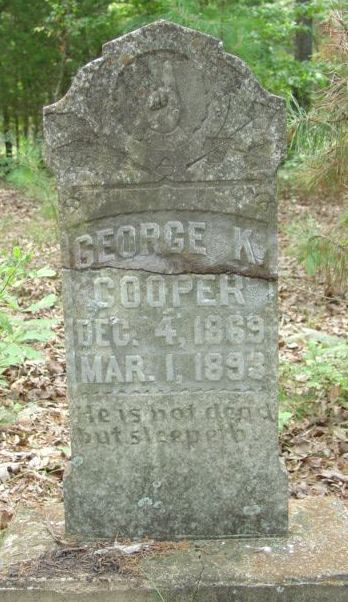 GEORGE K.
COOPER
DEC. 4, 1869
MAR. 1, 1893
He is not dead
but sleepeth.